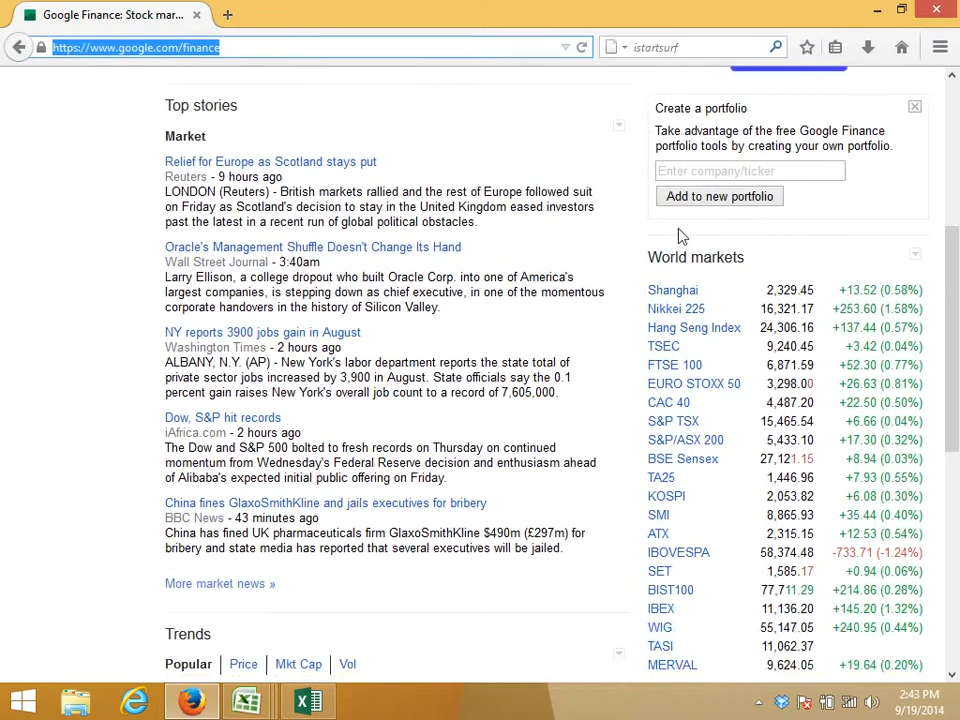 Google Finance: Stock mar...
https://www.google.com/finance
istartsurf
Top stories
Market
Relief for Europe as Scotland stays put
Reuters - 9 hours ago
LONDON (Reuters) - British markets rallied and the rest of Europe followed suit
on Friday as Scotland's decision to stay in the United Kingdom eased investors
past the latest in a recent run of global political obstacles.
Oracle's Management Shuffle Doesn't Change Its Hand
Wall Street Journal - 3:40am
Larry Ellison, a college dropout who built Oracle Corp. into one of America's
largest companies, is stepping down as chief executive, in one of the momentous
corporate handovers in the history of Silicon Valley.
NY reports 3900 jobs gain in August
Washington Times - 2 hours ago
ALBANY, N.Y. (AP) - New York's labor department reports the state total of
private sector jobs increased by 3,900 in August. State officials say the 0.1
percent gain raises New York's overall job count to a record of 7,605,000.
Dow, S&P hit records
iAfrica.com - 2 hours ago
The Dow and S&P 500 bolted to fresh records on Thursday on continued
momentum from Wednesday's Federal Reserve decision and enthusiasm ahead
of Alibaba's expected initial public offering on Friday.
China fines GlaxoSmithKline and jails executives for bribery
BBC News - 43 minutes ago
China has fined UK pharmaceuticals firm GlaxoSmithKline $490m (£297m) for
bribery and state media has reported that several executives will be jailed.
More market news »
Trends
Popular Price Mkt Cap Vol
Create a portfolio
Take advantage of the free Google Finance
portfolio tools by creating your own portfolio.
Enter company/ticker
Add to new portfolio
World markets
Shanghai 2,329.45 +13.52 (0.58%)
Nikkei 225 16,321.17 +253.60 (1.58%)
Hang Seng Index 24,306.16 +137.44 (0.57%)
TSEC 9,240.45 +3.42 (0.04%)
FTSE 100 6,871.59 +52.30 (0.77%)
EURO STOXX 50 3,298.00 +26.63 (0.81%)
CAC 40 4,487.20 +22.50 (0.50%)
S&P TSX 15,465.54 +6.66 (0.04%)
S&P/ASX 200 5,433.10 +17.30 (0.32%)
BSE Sensex 27,121.15 +8.94 (0.03%)
TA25 1,446.96 +7.93 (0.55%)
KOSPI 2,053.82 +6.08 (0.30%)
SMI 8,865.93 +35.44 (0.40%)
ATX 2,315.15 +12.53 (0.54%)
IBOVESPA 58,374.48 -733.71 (-1.24%)
SET 1,585.17 +0.94 (0.06%)
BIST100 77,711.29 +214.86 (0.28%)
IBEX 11,136.20 +145.20 (1.32%)
WIG 55,147.05 +240.95 (0.44%)
TASI 11,062.37
MERVAL 9,624.05 +19.64 (0.20%)
2:43 PM
9/19/2014